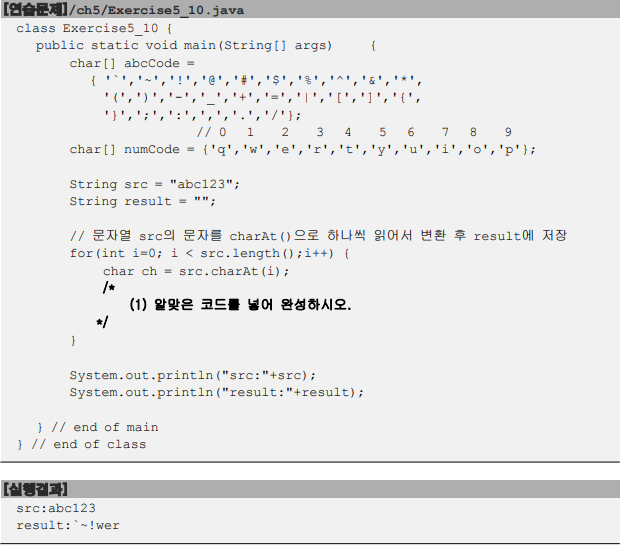 [연습문제]/ch5/Exercise5_10.java
class Exercise5_10 {
public static void main(String[] args) {
char[] abcCode =
{ '`','~','!','@','#','$','%','^','&','*',
'(',')','-','_','+','=','|','[',']','{',
'}',';',':',',','.','/'};
// 0 1 2 3 4 5 6 7 8 9
char[] numCode = {'q','w','e','r','t','y','u','i','o','p'};
String src = "abc123";
String result = "";
// 문자열 src의 문자를 charAt()으로 하나씩 읽어서 변환 후 result에 저장
for(int i=0; i < src.length();i++) {
char ch = src.charAt(i);
/*
(1) 알맞은 코드를 넣어 완성하시오.
*/
}
System.out.println("src:"+src);
System.out.println("result:"+result);
} // end of main
} // end of class
[실행결과]
src:abc123
result:`~!wer